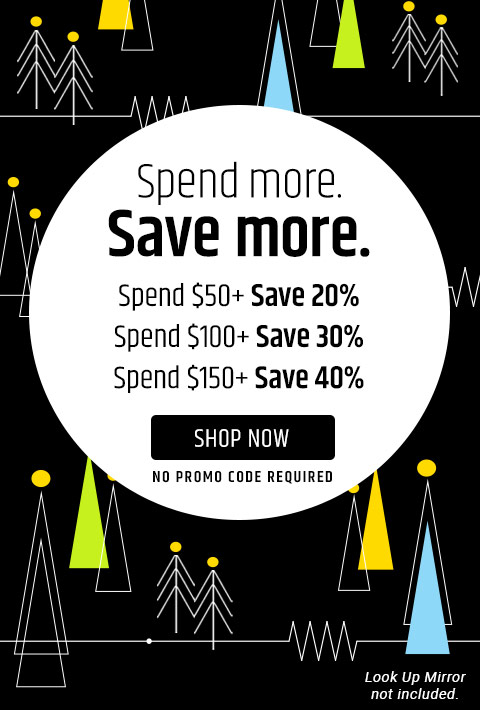 Spend more.
Save more.
Spend $50+ Save 20%
Spend $100+ Save 30%
Spend $150+ Save 40%
SHOP NOW
NO PROMO CODE REQUIRED
Look Up Mirror
not included.